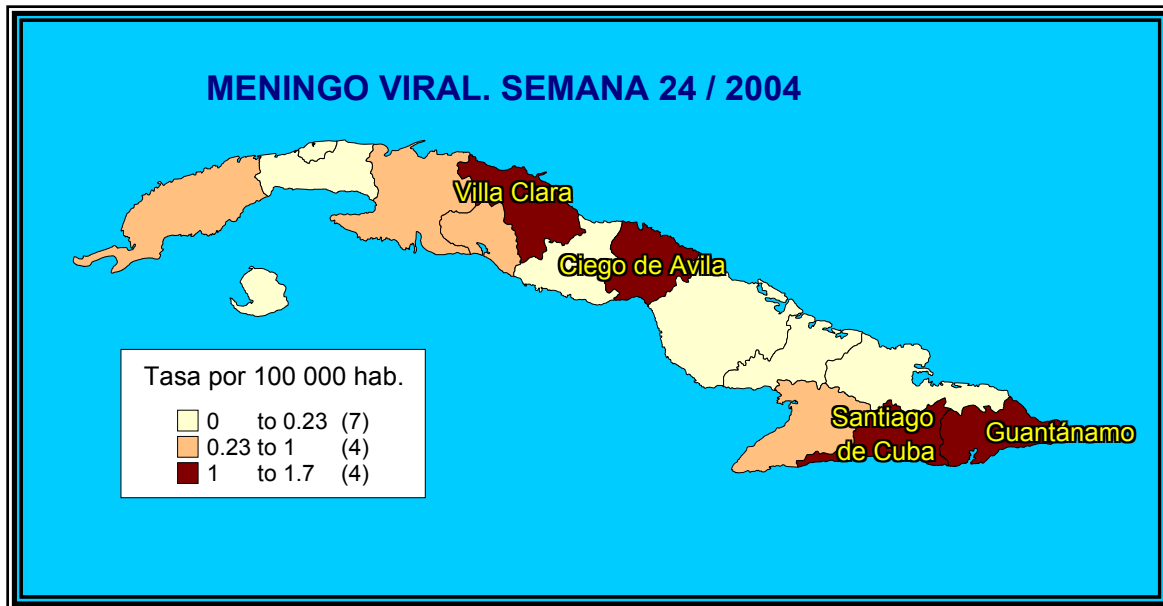 MENINGO VIRAL. SEMANA 24 / 2004
Villa Clara
Ciego de Avila
Santiago
de Cuba
Guantánamo
Tasa por 100 000 hab.
0 to 0.23 (7)
0.23 to 1 (4)
1 to 1.7 (4)